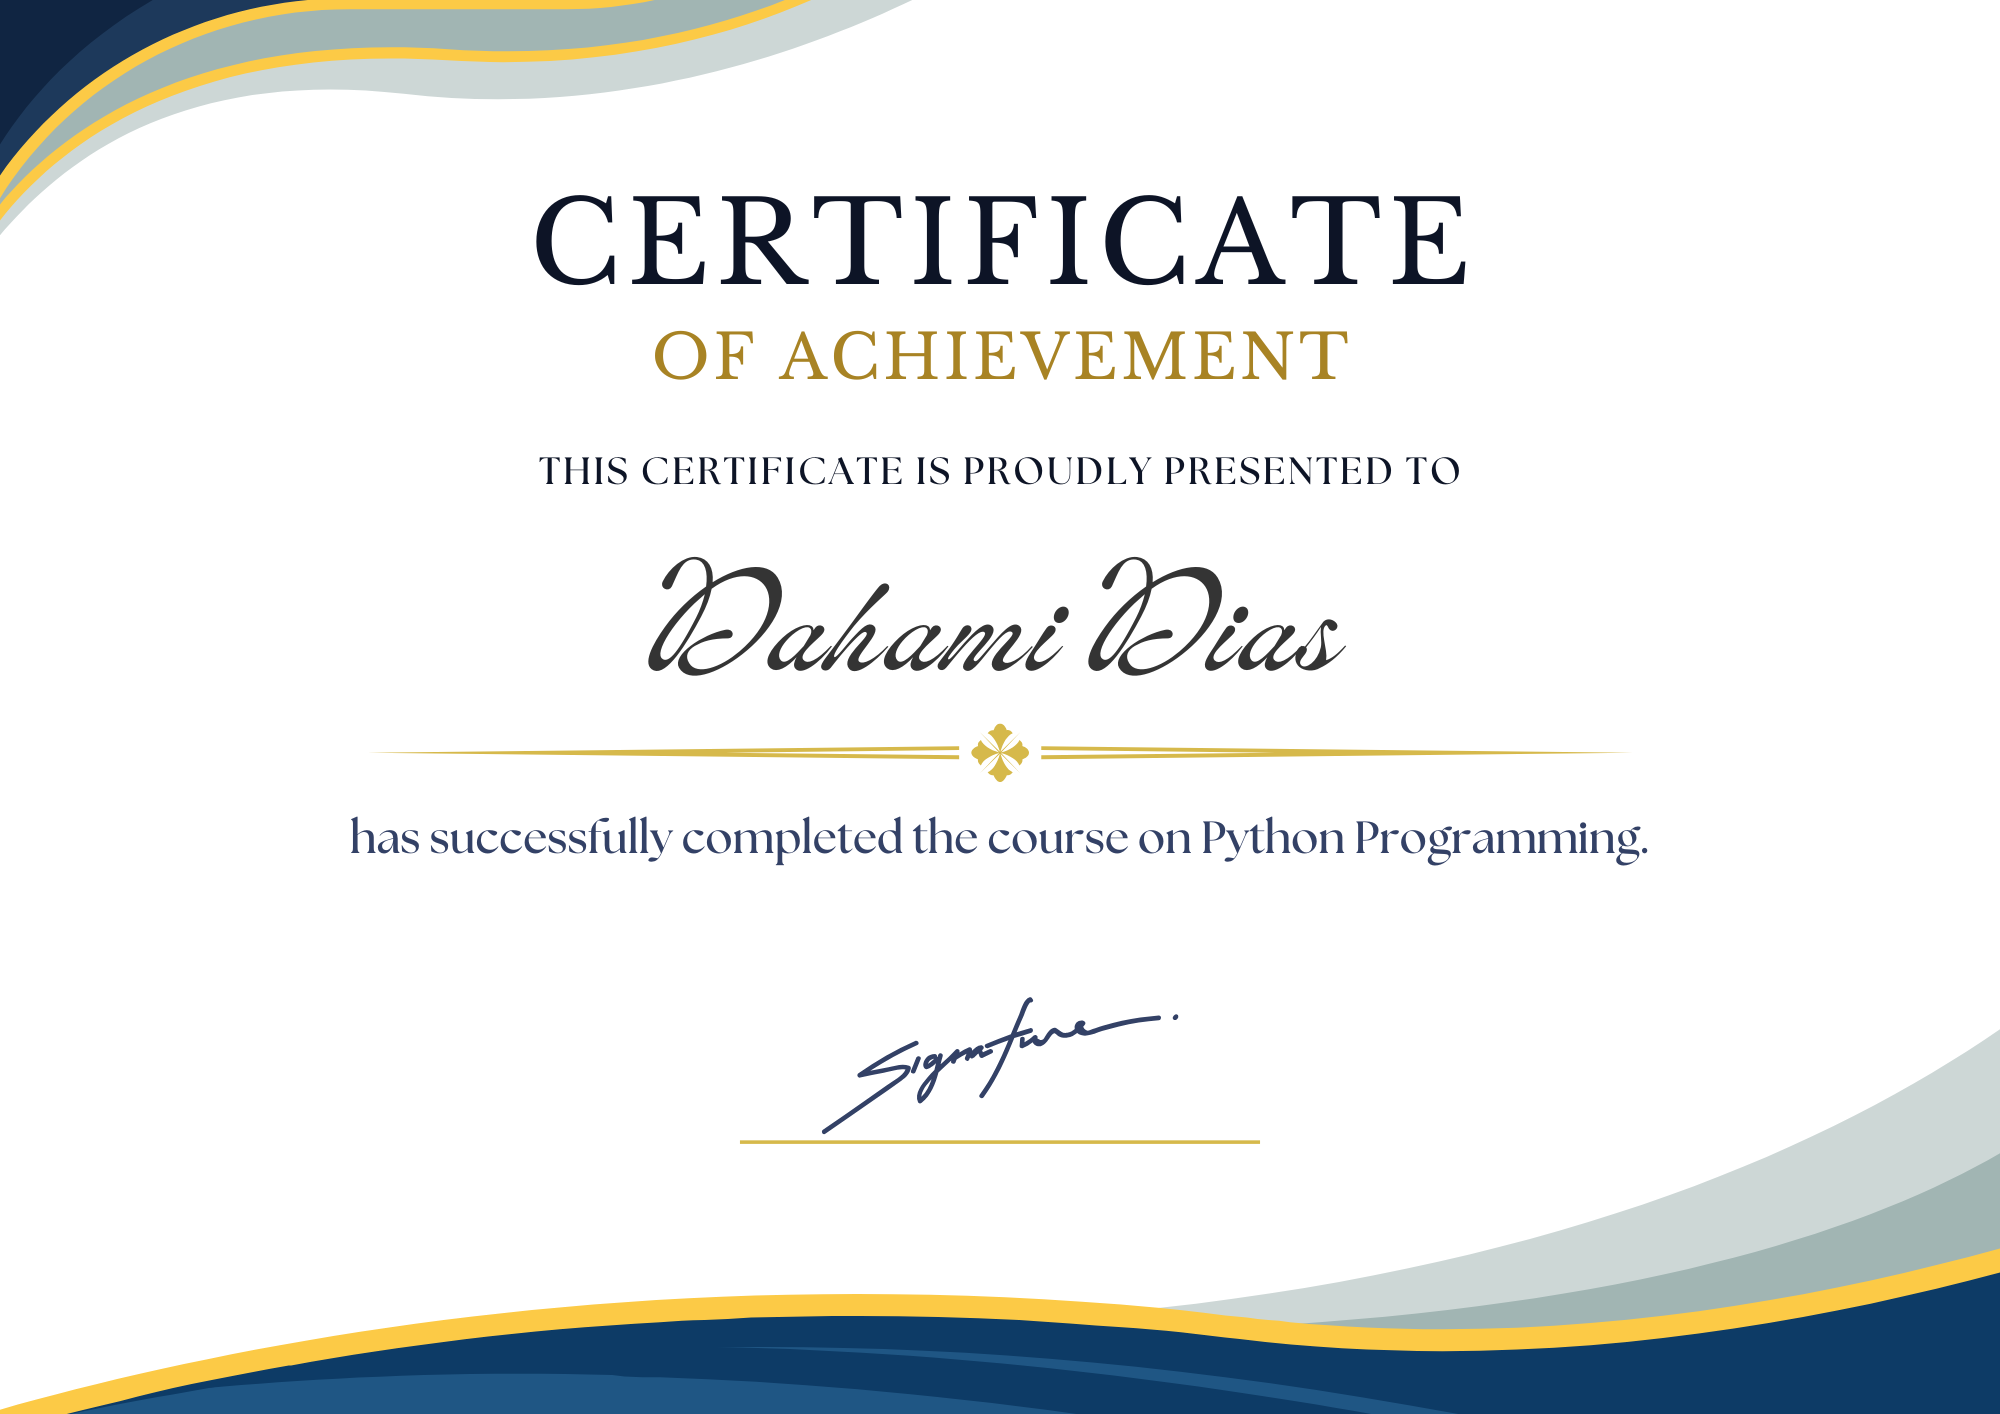 CERTIFICATE
OF ACHIEVEMENT
THIS CERTIFICATE IS PROUDLY PRESENTED TO
Dahami Dias
has successfully completed the course on Python Programming.
Signature.